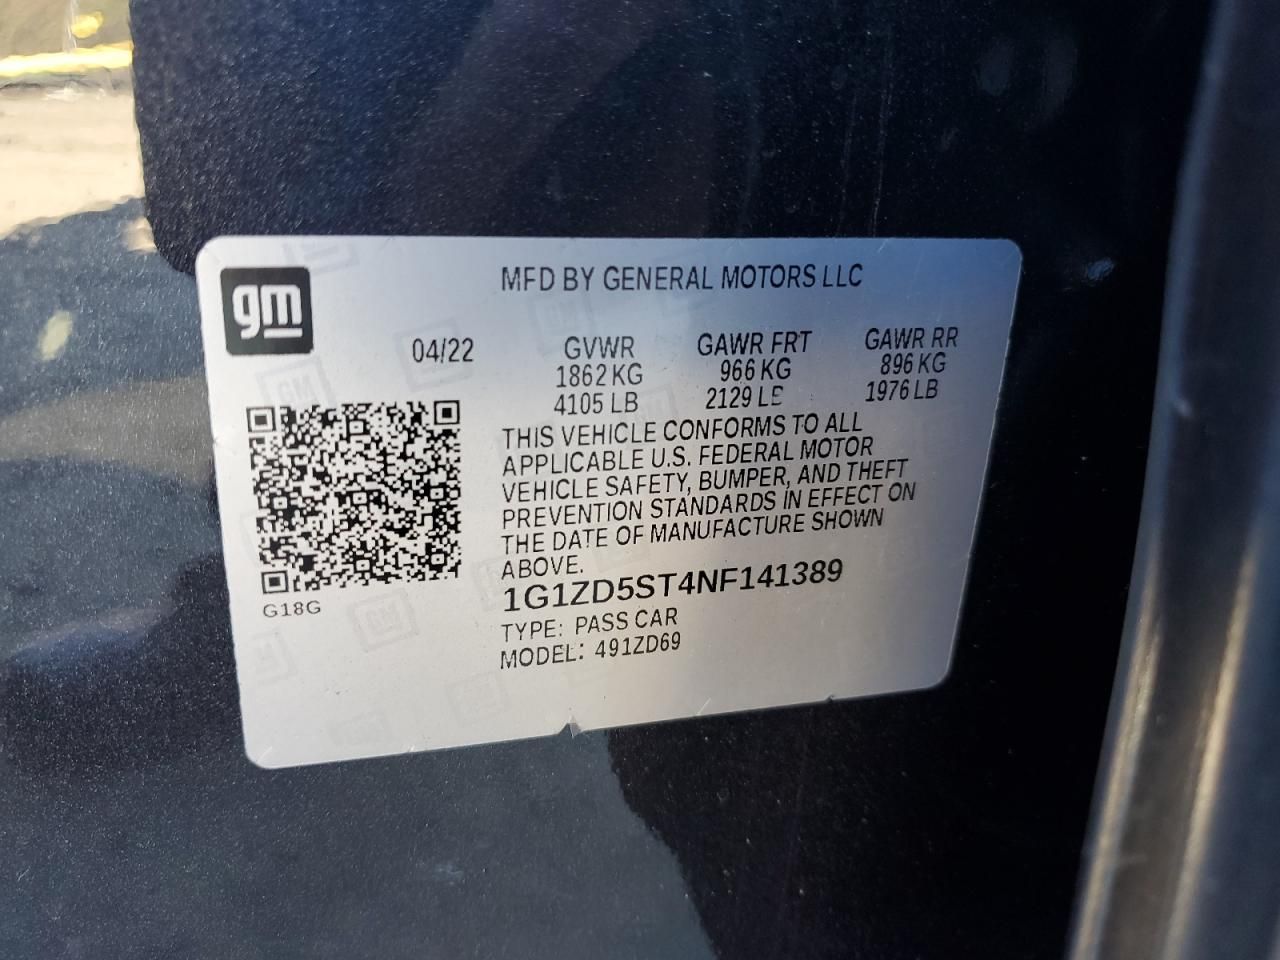 gm
MFD BY GENERAL MOTORS LLC
04/22 GVWR GAWR FRT GAWR RR
1862 KG 966 KG 896 KG
4105 LB 2129 LB 1976 LB
THIS VEHICLE CONFORMS TO ALL
APPLICABLE U.S. FEDERAL MOTOR
VEHICLE SAFETY, BUMPER, AND THEFT
PREVENTION STANDARDS IN EFFECT ON
THE DATE OF MANUFACTURE SHOWN
ABOVE.
1G1ZD5ST4NF141389
TYPE: PASS CAR
MODEL: 491ZD69
G18G